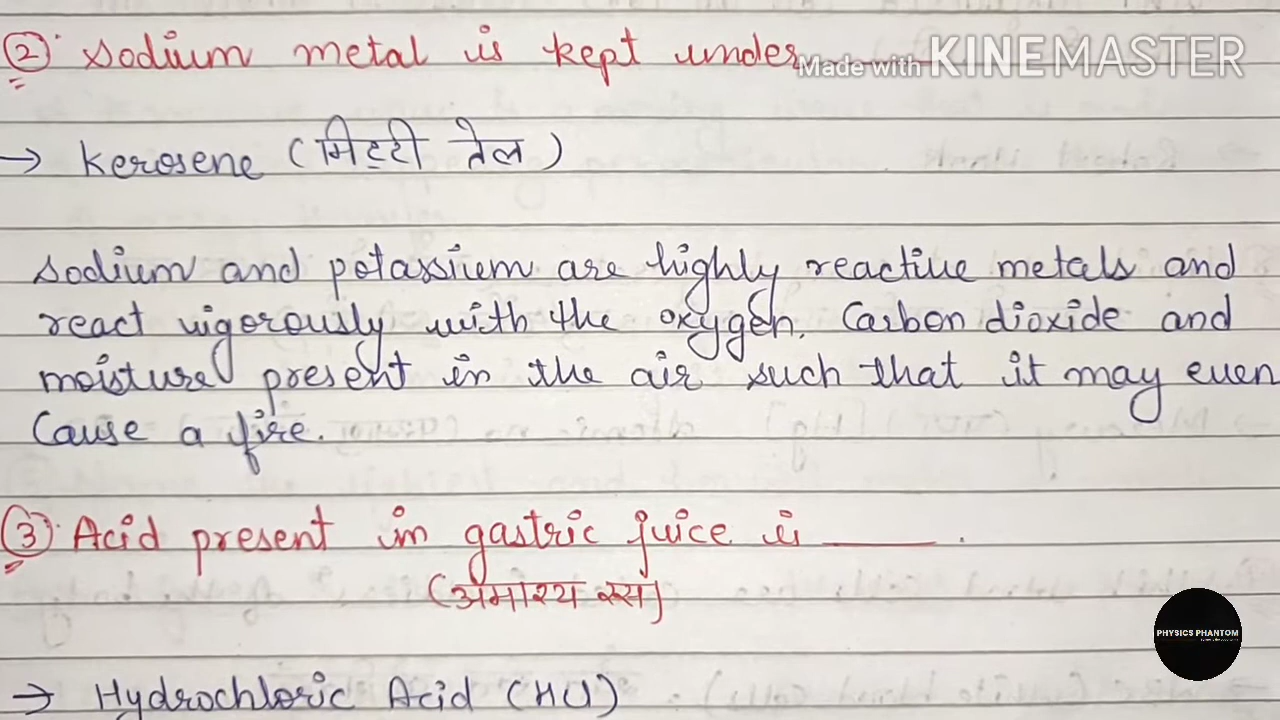 ② Sodium metal is kept under
Made with KINEMASTER
→ Kerosene (मिट्टी तेल)
Sodium and potassium are highly reactive metals and
react vigorously with the oxygen. Carbon dioxide and
moisture present in the air such that it may even
Cause a fire.
③ Acid present in gastric juice is ______ .
(अमाश्य रस)
PHYSICS PHANTOM
→ Hydrochloric Acid (HCl)